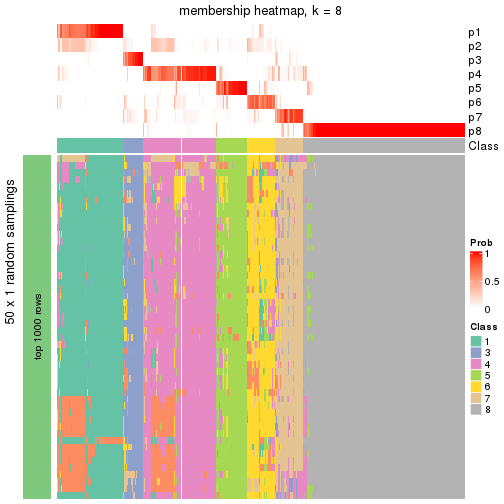 membership heatmap, k = 8
p1
p2
p3
p4
p5
p6
p7
p8
Class
50 x 1 random samplings
top 1000 rows
Prob
1
0.5
0
Class
1
3
4
5
6
7
8